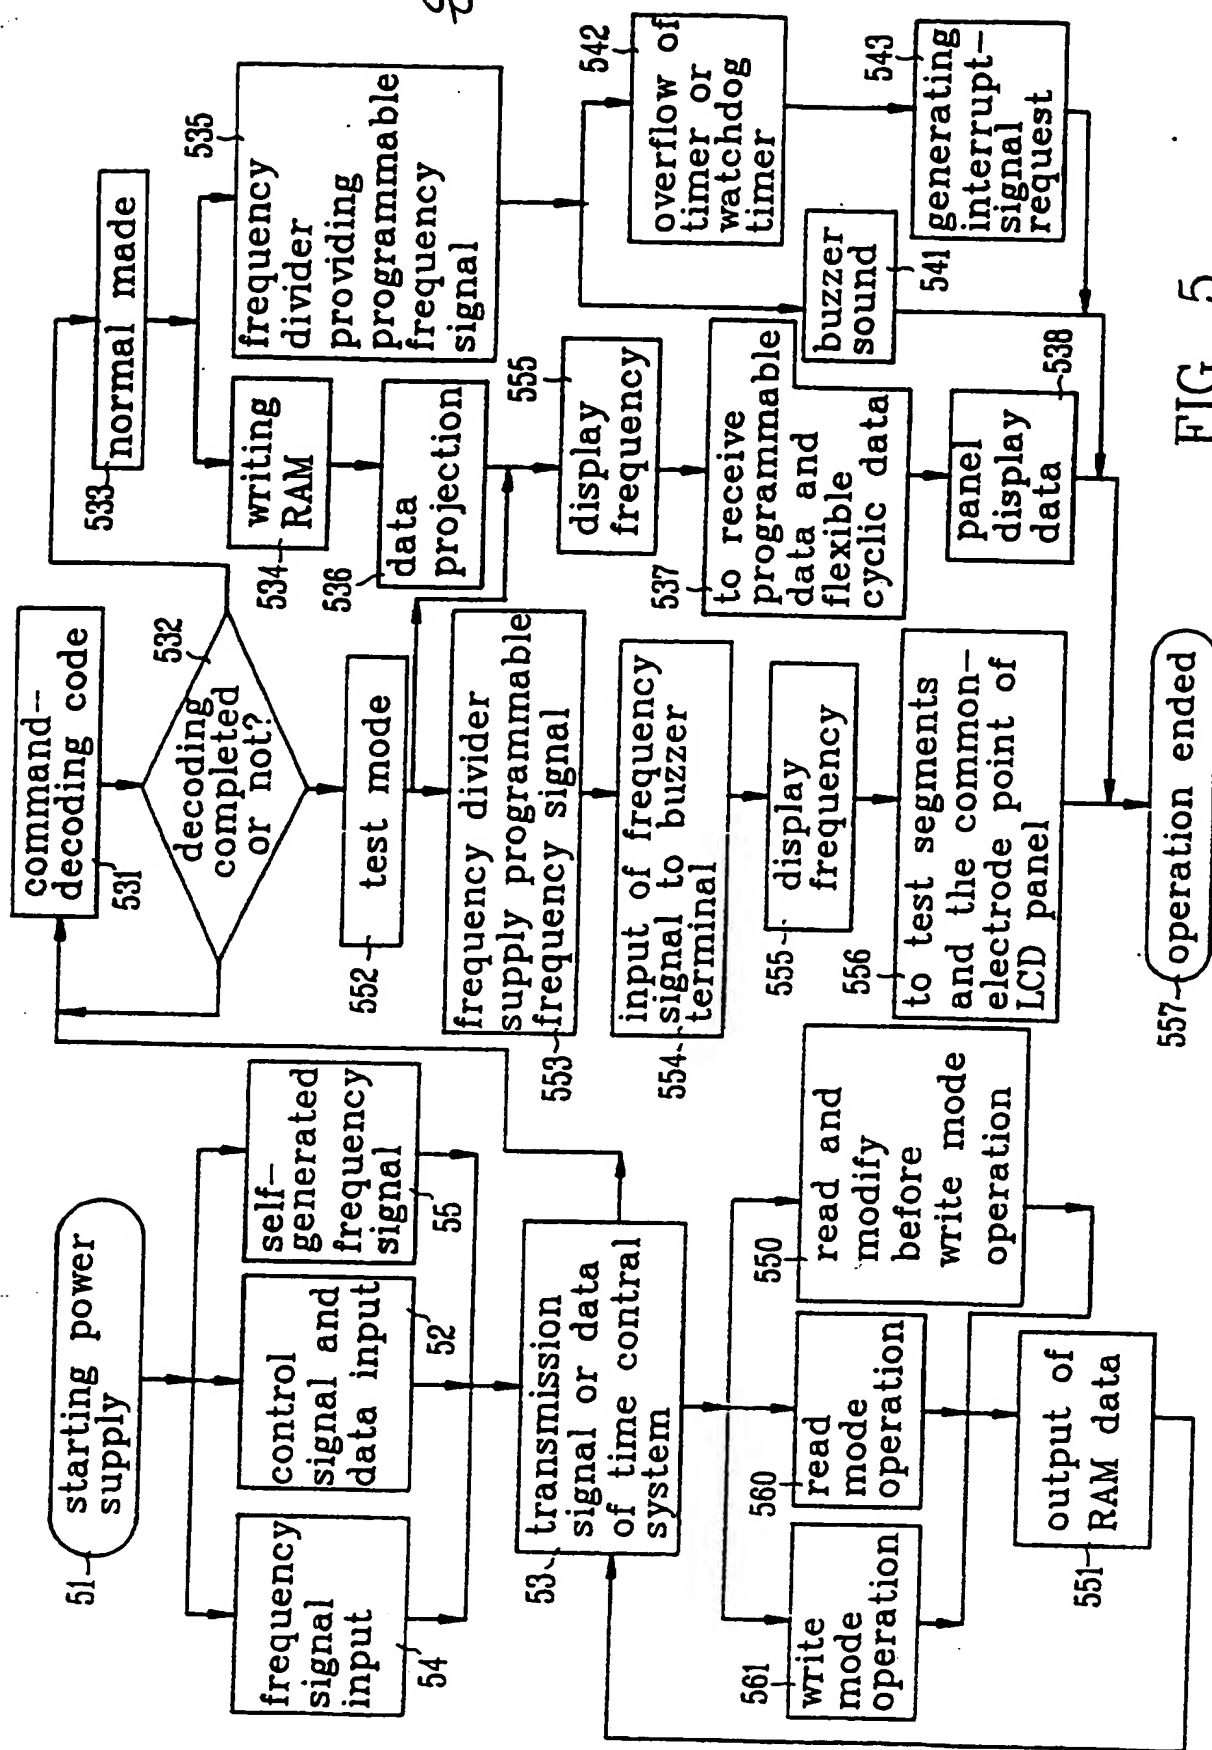 51
starting power
supply
frequency
signal
input
54
control
signal and
data input
52
self-
generated
frequency
signal
55
53
transmission
signal or data
of time contral
system
561
write
mode
operation
560
read
mode
operation
550
read and
modify
before
write mode
operation
output of
RAM data
551
command-
decoding code
531
decoding
completed
or not?
532
552
test mode
frequency divider
supply programmable
frequency signal
553
input of frequency
signal to buzzer
terminal
554
555
display
frequency
556
to test segments
and the common-
electrode point of
LCD panel
557
operation ended
533
normal made
534
writing
RAM
535
frequency
divider
providing
programmable
frequency
signal
536
data
projection
555
display
frequency
537
to receive
programmable
data and
flexible
cyclic data
panel
display
data
538
buzzer
sound
541
542
overflow of
timer or
watchdog
timer
543
generating
interrupt-
signal
request
FIG. 5